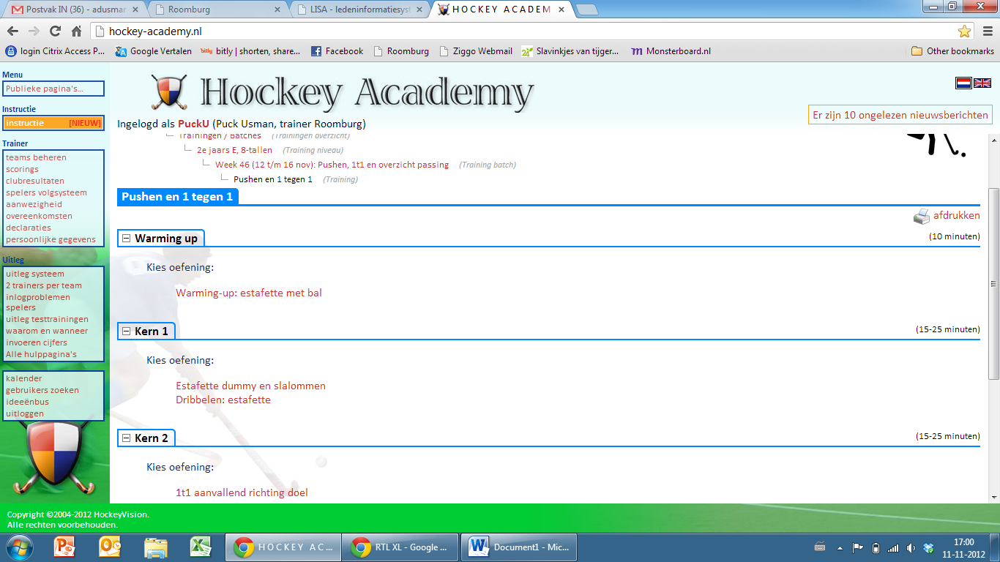 Postvak IN (36) - adusman
Roomburg
LISA - ledeninformatiesys
H O C K E Y   A C A D E M
hockey-academy.nl
login Citrix Access P...
Google Vertalen
bitly | shorten, share...
Facebook
Roomburg
Ziggo Webmail
Slavinkjes van tijger...
Monsterboard.nl
Other bookmarks
Menu
Publieke pagina's...
Instructie
instructie [NIEUW]
Trainer
teams beheren
scorings
clubresultaten
spelers volgsysteem
aanwezigheid
overeenkomsten
declaraties
persoonlijke gegevens
Uitleg
uitleg systeem
2 trainers per team
inlogproblemen
spelers
uitleg testtrainingen
waarom en wanneer
invoeren cijfers
Alle hulppagina's
kalender
gebruikers zoeken
ideeënbus
uitloggen
Hockey Academy
Er zijn 10 ongelezen nieuwsberichten
Ingelogd als PuckU (Puck Usman, trainer Roomburg)
Trainingen / Batches (Trainingen overzicht)
2e jaars E, 8-tallen (Training niveau)
Week 46 (12 t/m 16 nov): Pushen, 1t1 en overzicht passing (Training batch)
Pushen en 1 tegen 1 (Training)
Pushen en 1 tegen 1
afdrukken
Warming up (10 minuten)
Kies oefening:
Warming-up: estafette met bal
Kern 1 (15-25 minuten)
Kies oefening:
Estafette dummy en slalommen
Dribbelen: estafette
Kern 2 (15-25 minuten)
Kies oefening:
1t1 aanvallend richting doel
Copyright ©2004-2012 HockeyVision.
Alle rechten voorbehouden.
H O C K E Y   A C ...
RTL XL - Google ...
Document1 - Mic...
17:00
11-11-2012